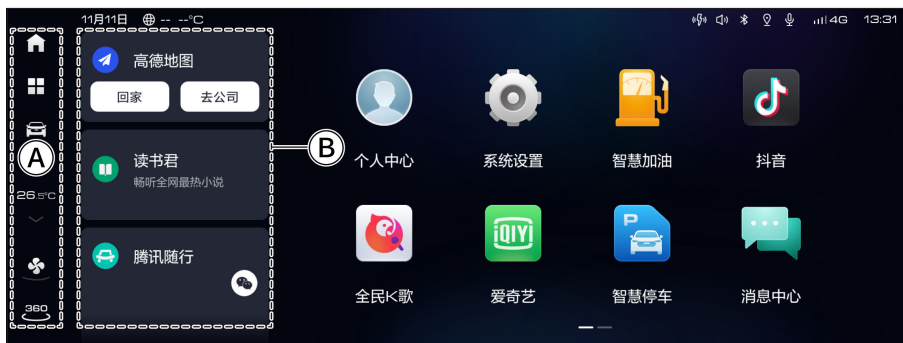 11月11日 -- --°C
4G 13:31
高德地图
回家 去公司
读书君
畅听全网最热小说
腾讯随行
A
B
26.5°C
360
个人中心 系统设置 智慧加油 抖音
iQIYI P
全民K歌 爱奇艺 智慧停车 消息中心